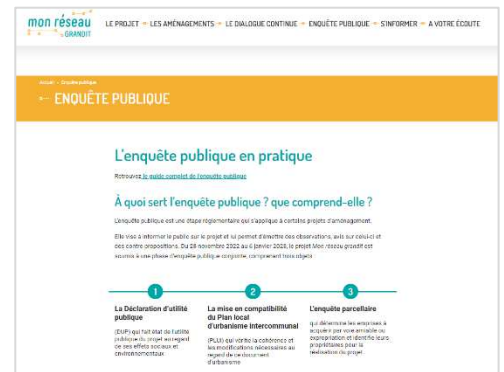 mon réseau
GRANDIT
LE PROJET LES AMÉNAGEMENTS LE DIALOGUE CONTINUE ENQUÊTE PUBLIQUE S'INFORMER A VOTRE ÉCOUTE
Accueil - Enquête publique
ENQUÊTE PUBLIQUE
L'enquête publique en pratique
Retrouvez le guide complet de l'enquête publique
À quoi sert l'enquête publique ? que comprend-elle ?
L'enquête publique est une étape réglementaire qui s'applique à certains projets d'aménagement.
Elle vise à informer le public sur le projet et lui permet d'émettre des observations, avis sur celui-ci et
des contre propositions. Du 28 novembre 2022 au 6 janvier 2023, le projet Mon réseau grandit est
soumis à une phase d'enquête publique conjointe, comprenant trois objets :
1 2 3
La Déclaration d'utilité
publique
(DUP) qui fait état de l'utilité
publique du projet au regard
de ses effets sociaux et
environnementaux
La mise en compatibilité
du Plan local
d'urbanisme intercommunal
(PLUi) qui vérifie la cohérence et
les modifications nécessaires au
regard de ce document
d'urbanisme
L'enquête parcellaire
qui détermine les emprises à
acquérir par voie amiable ou
expropriation et identifie leurs
propriétaires pour la
réalisation du projet